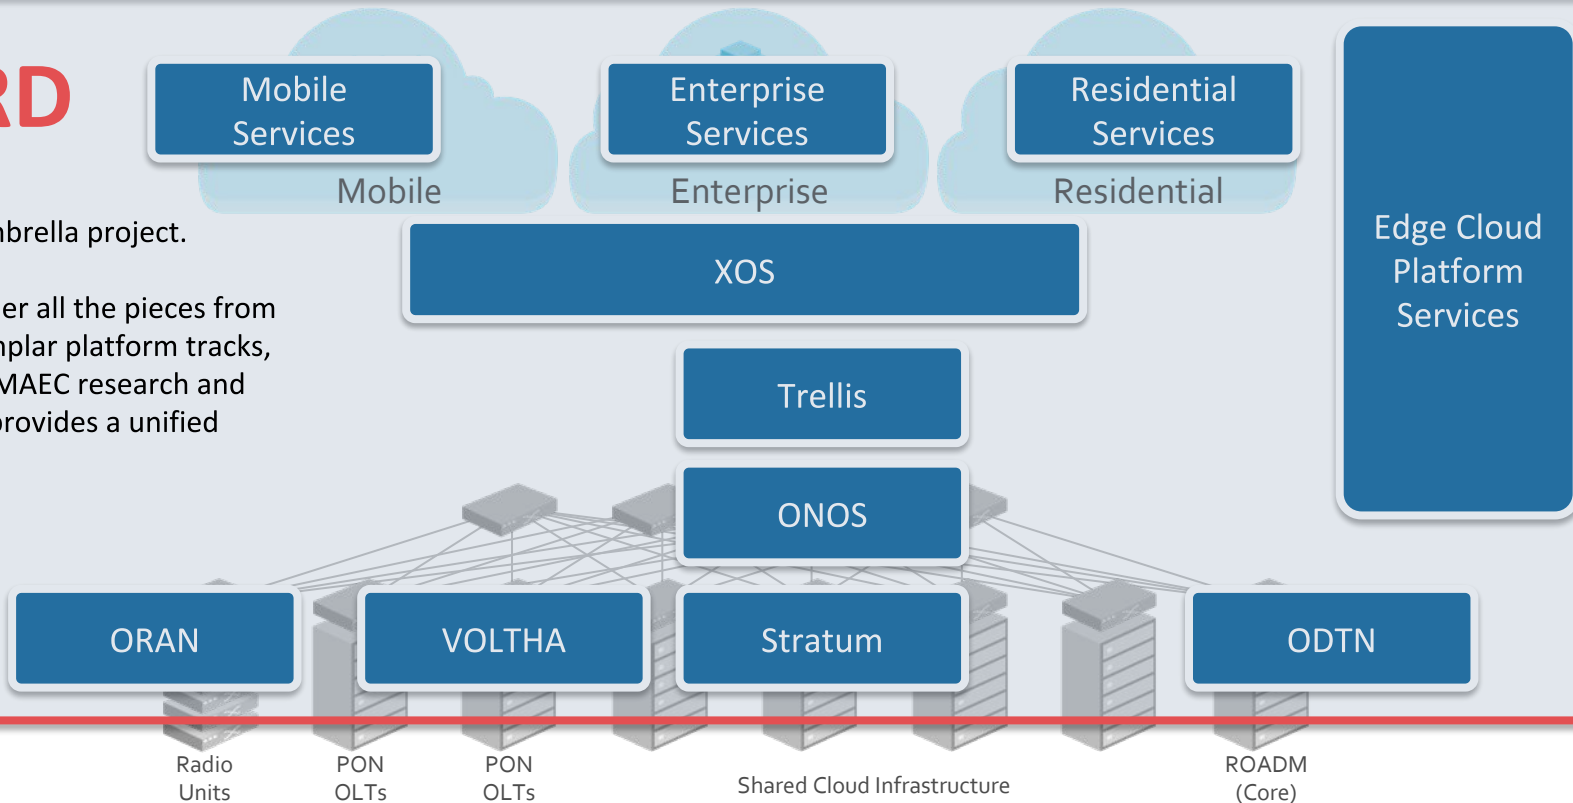 RD
Mobile
Services
Enterprise
Services
Residential
Services
Mobile
Enterprise
Residential
Edge Cloud
Platform
Services
mbrella project.
er all the pieces from
mplar platform tracks,
MAEC research and
provides a unified
XOS
Trellis
ONOS
ORAN
VOLTHA
Stratum
ODTN
Radio
Units
PON
OLTs
PON
OLTs
Shared Cloud Infrastructure
ROADM
(Core)